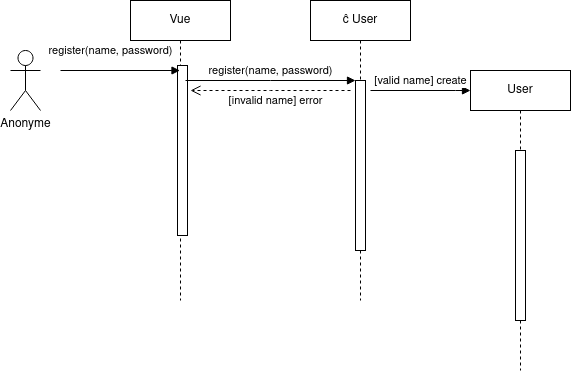 Vue
ĉ User
register(name, password)
register(name, password)
[valid name] create
User
[invalid name] error
Anonyme